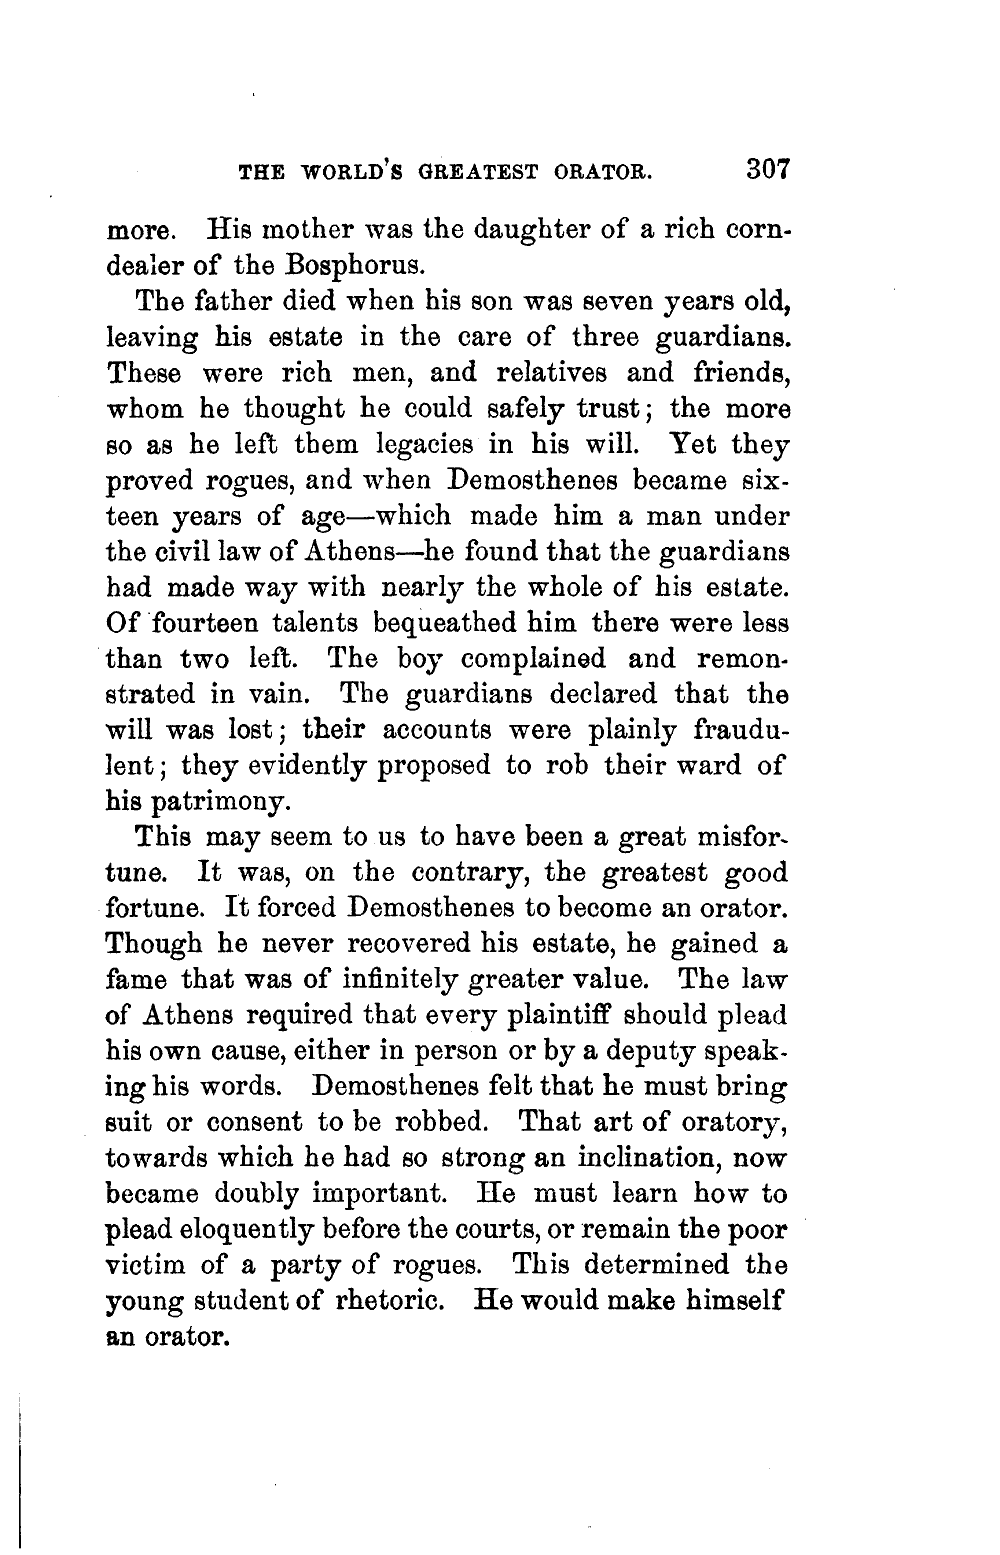 THE WORLD'S GREATEST ORATOR. 307
more. His mother was the daughter of a rich corn-
dealer of the Bosphorus.
The father died when his son was seven years old,
leaving his estate in the care of three guardians.
These were rich men, and relatives and friends,
whom he thought he could safely trust; the more
so as he left them legacies in his will. Yet they
proved rogues, and when Demosthenes became six-
teen years of age—which made him a man under
the civil law of Athens—he found that the guardians
had made way with nearly the whole of his estate.
Of fourteen talents bequeathed him there were less
than two left. The boy complained and remon-
strated in vain. The guardians declared that the
will was lost; their accounts were plainly fraudu-
lent; they evidently proposed to rob their ward of
his patrimony.
This may seem to us to have been a great misfor-
tune. It was, on the contrary, the greatest good
fortune. It forced Demosthenes to become an orator.
Though he never recovered his estate, he gained a
fame that was of infinitely greater value. The law
of Athens required that every plaintiff should plead
his own cause, either in person or by a deputy speak-
ing his words. Demosthenes felt that he must bring
suit or consent to be robbed. That art of oratory,
towards which he had so strong an inclination, now
became doubly important. He must learn how to
plead eloquently before the courts, or remain the poor
victim of a party of rogues. This determined the
young student of rhetoric. He would make himself
an orator.